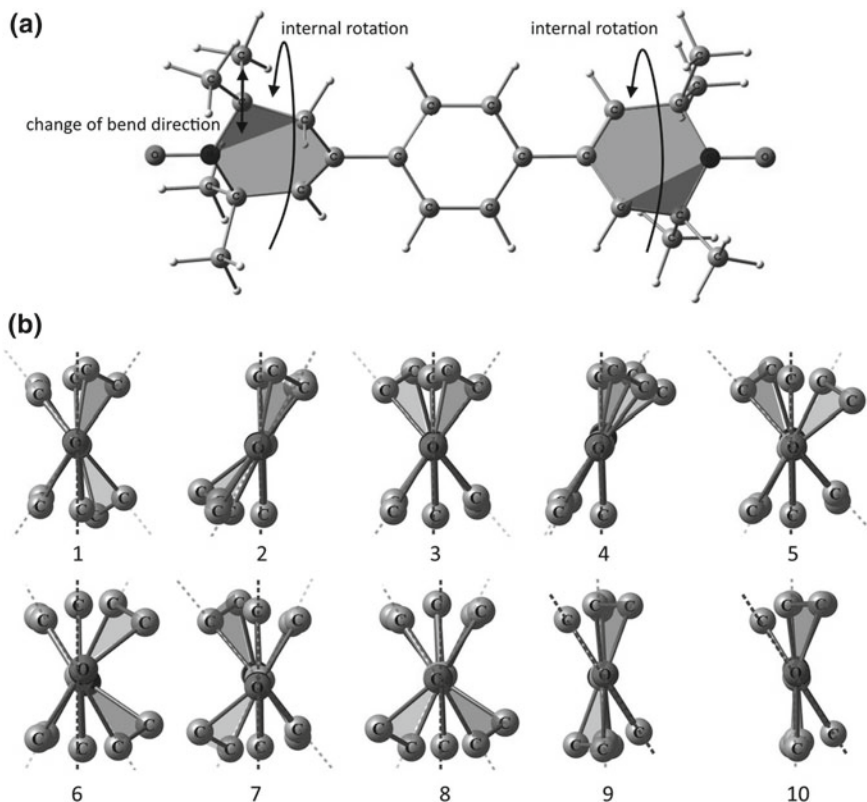 (a)
internal rotation
internal rotation
change of bend direction
(b)
1 2 3 4 5
6 7 8 9 10